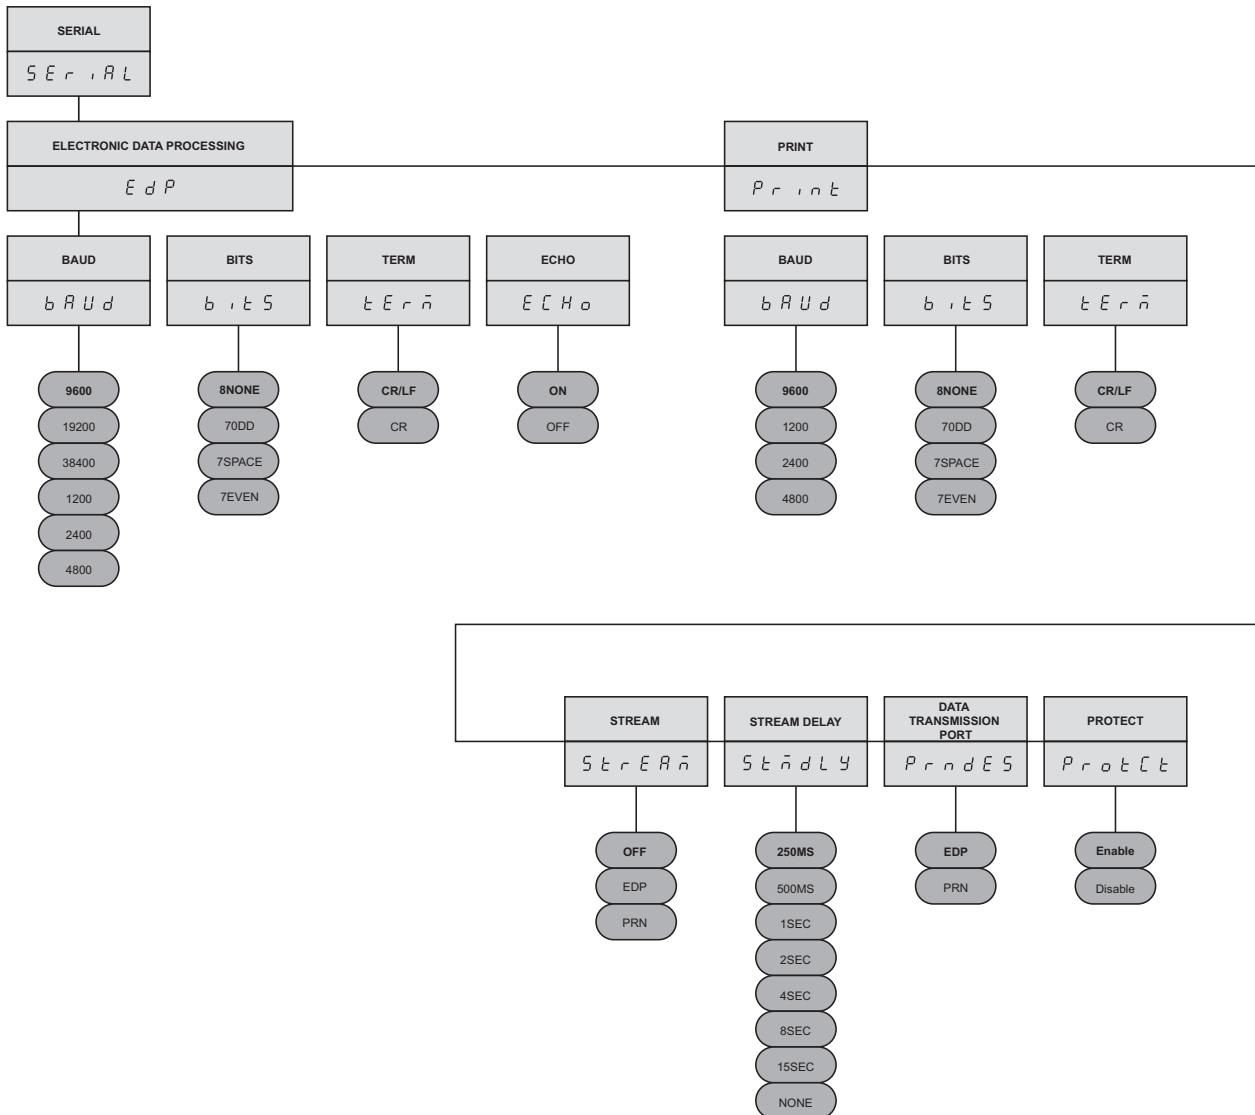 SERIAL
SEriAL
ELECTRONIC DATA PROCESSING
EdP
PRINT
Print
BAUD
bAUd
BITS
bitS
TERM
tErm
ECHO
ECHo
BAUD
bAUd
BITS
bitS
TERM
tErm
9600
19200
38400
1200
2400
4800
8NONE
70DD
7SPACE
7EVEN
CR/LF
CR
ON
OFF
9600
1200
2400
4800
8NONE
70DD
7SPACE
7EVEN
CR/LF
CR
STREAM
StrEAm
STREAM DELAY
StmdLY
DATA
TRANSMISSION
PORT
PrndES
PROTECT
ProtCt
OFF
EDP
PRN
250MS
500MS
1SEC
2SEC
4SEC
8SEC
15SEC
NONE
EDP
PRN
Enable
Disable